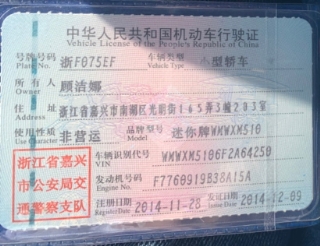 中华人民共和国机动车行驶证
Vehicle License of the People's Republic of China
号牌号码 浙F075EF 车辆类型 小型轿车
Plate No. Vehicle Type
所有人 顾洁娜
Owner
住址 浙江省嘉兴市南湖区光明街165弄3幢203室
Address
使用性质 非营运 品牌型号 迷你牌WMWXM510
Use Character Model
浙江省嘉兴
市公安局交
通警察支队
车辆识别代号 WMWXM5106F2A64250
VIN
发动机号码 F7760919B38A15A
Engine No.
注册日期 2014-11-28 发证日期 2014-12-09
Register Date Issue Date